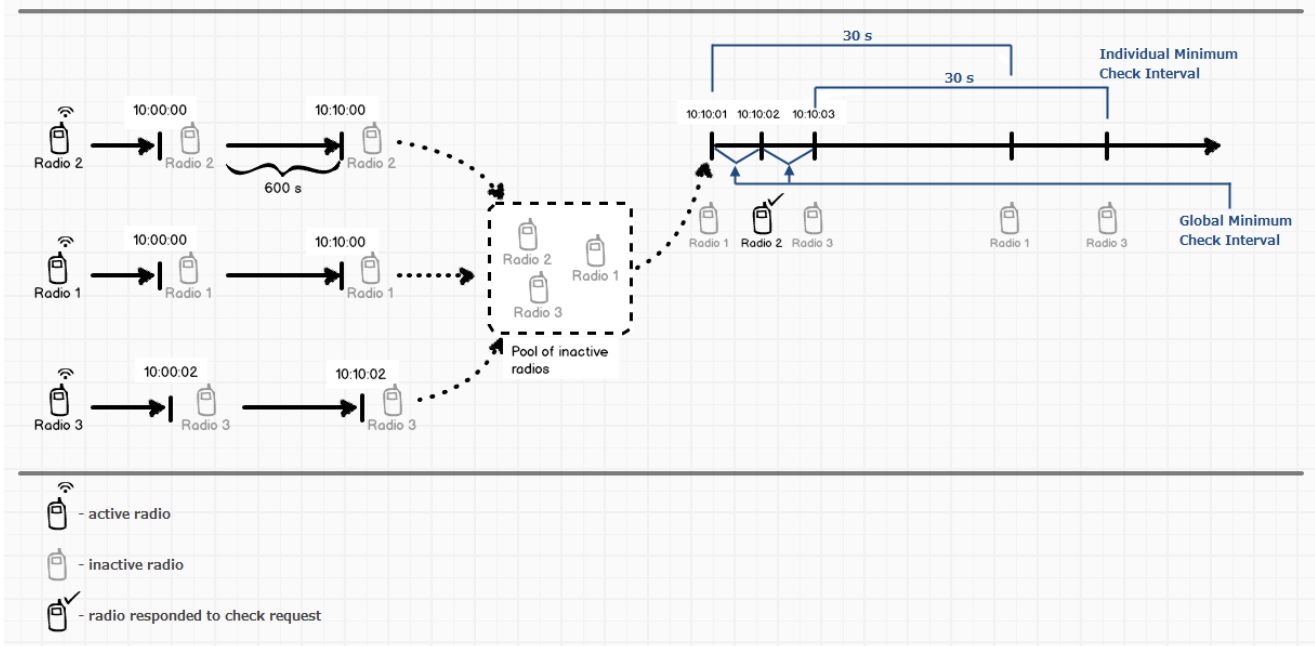 30 s
Individual Minimum
Check Interval
30 s
10:00:00
10:10:00
10:10:01
10:10:02
10:10:03
Radio 2
Radio 2
Radio 2
600 s
Radio 1
Radio 2
Radio 3
Radio 1
Radio 3
Global Minimum
Check Interval
10:00:00
10:10:00
Radio 1
Radio 1
Radio 1
Radio 2
Radio 1
Radio 3
Pool of inactive
radios
10:00:02
10:10:02
Radio 3
Radio 3
Radio 3
- active radio
- inactive radio
- radio responded to check request